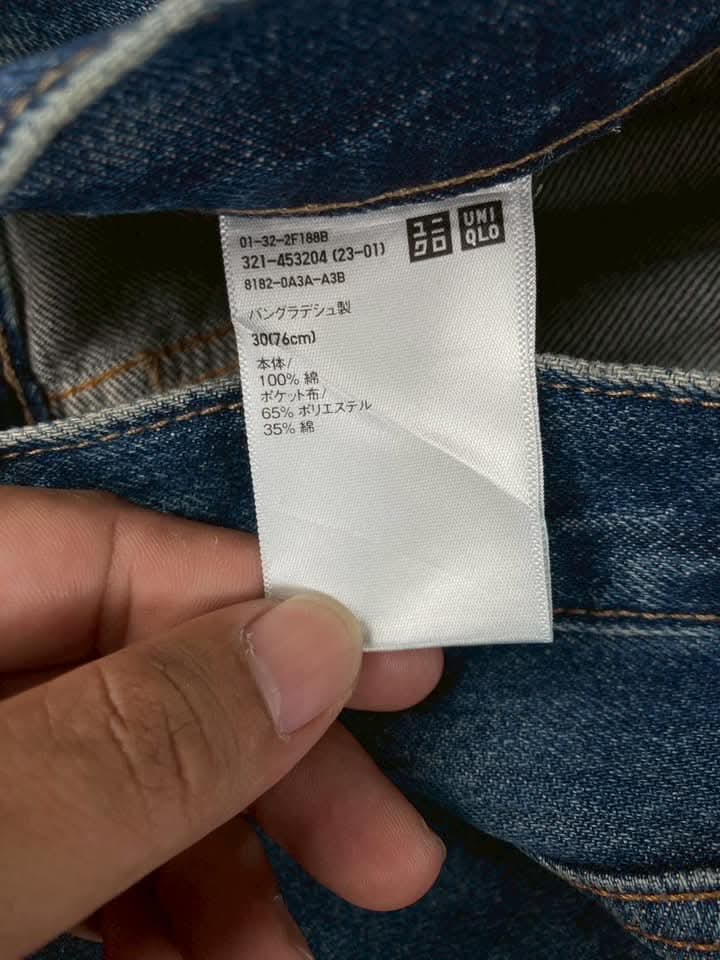 01-32-2F188B
321-453204 (23-01)
8182-0A3A-A3B
ユニクロ
UNIQLO
バングラデシュ製
30(76cm)
本体/
100% 綿
ポケット布/
65% ポリエステル
35% 綿